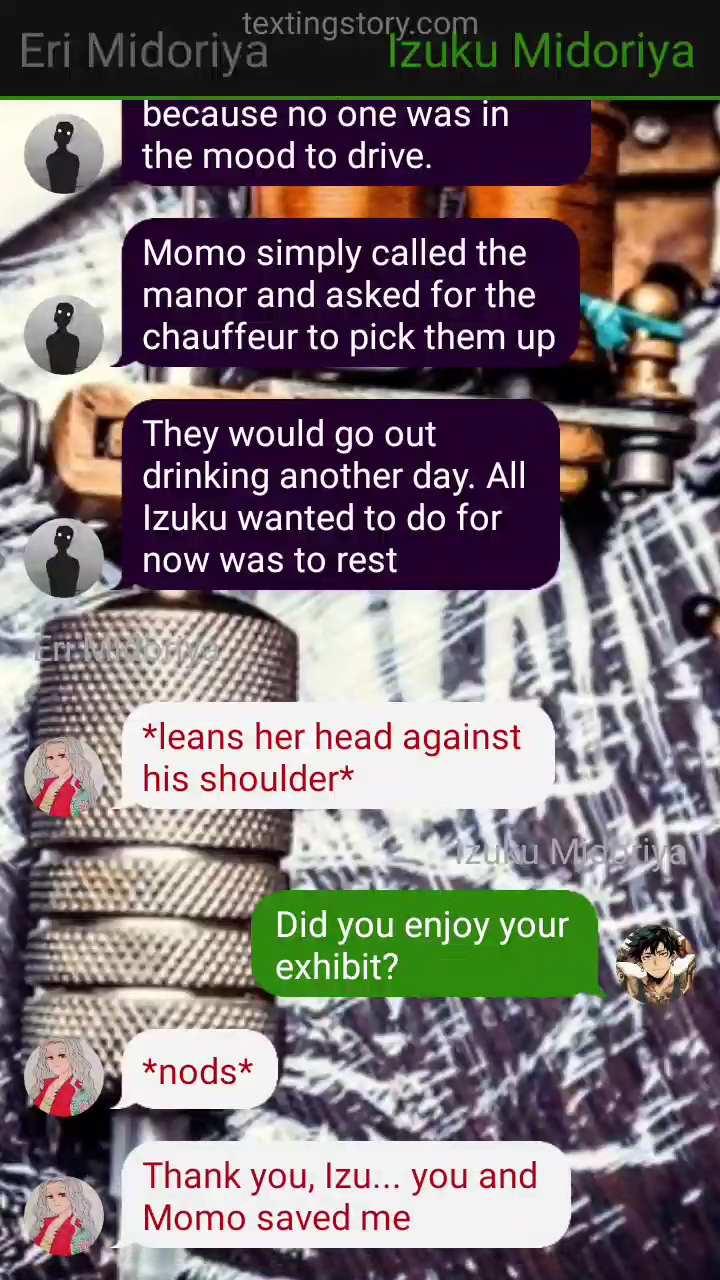 textingstory.com
Eri Midoriya
Izuku Midoriya
because no one was in
the mood to drive.
Momo simply called the
manor and asked for the
chauffeur to pick them up
They would go out
drinking another day. All
Izuku wanted to do for
now was to rest
Eri Midoriya
*leans her head against
his shoulder*
Izuku Midoriya
Did you enjoy your
exhibit?
*nods*
Thank you, Izu... you and
Momo saved me